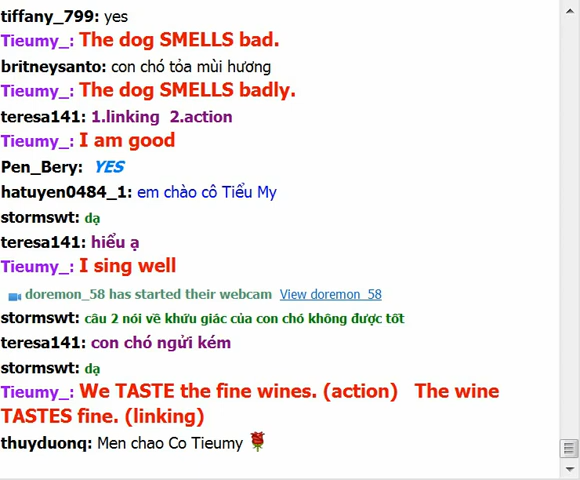 tiffany_799: yes
Tieumy_: The dog SMELLS bad.
britneysanto: con chó tỏa mùi hương
Tieumy_: The dog SMELLS badly.
teresa141: 1.linking 2.action
Tieumy_: I am good
Pen_Bery: YES
hatuyen0484_1: em chào cô Tiểu My
stormswt: dạ
teresa141: hiểu ạ
Tieumy_: I sing well
doremon_58 has started their webcam View doremon_58
stormswt: câu 2 nói về khứu giác của con chó không được tốt
teresa141: con chó ngửi kém
stormswt: dạ
Tieumy_: We TASTE the fine wines. (action) The wine
TASTES fine. (linking)
thuyduonq: Men chao Co Tieumy